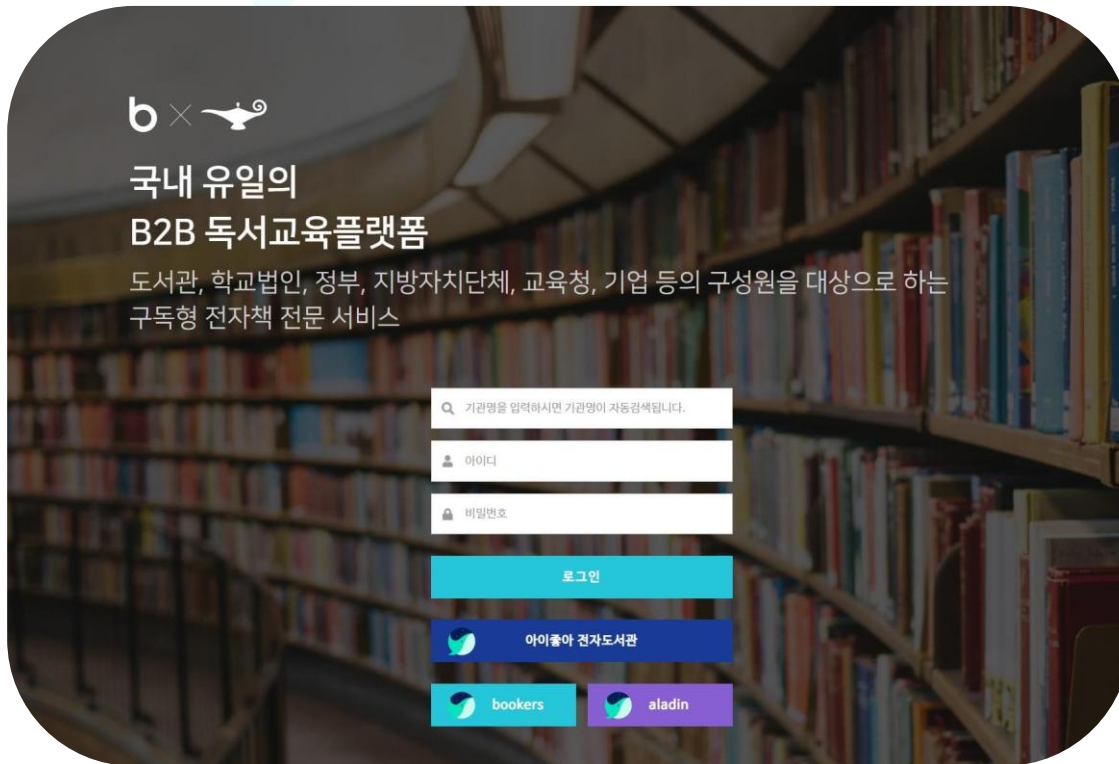 b ×
국내 유일의
B2B 독서교육플랫폼
도서관, 학교법인, 정부, 지방자치단체, 교육청, 기업 등의 구성원을 대상으로 하는
구독형 전자책 전문 서비스
기관명을 입력하시면 기관명이 자동검색됩니다.
아이디
비밀번호
로그인
아이좋아 전자도서관
bookers
aladin